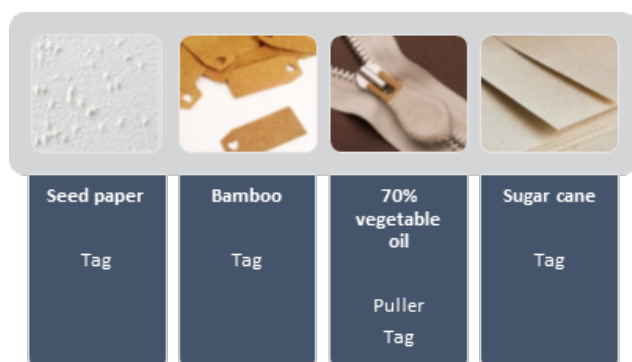 Seed paper
Tag
Bamboo
Tag
70%
vegetable
oil
Puller
Tag
Sugar cane
Tag